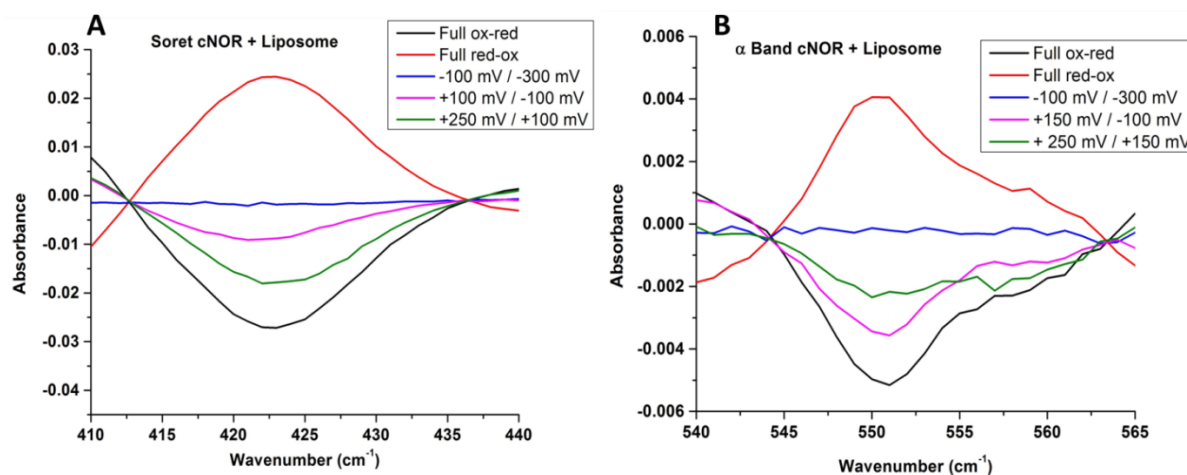 A
Soret cNOR + Liposome
Full ox-red
Full red-ox
-100 mV / -300 mV
+100 mV / -100 mV
+250 mV / +100 mV
0.03
0.02
0.01
0.00
-0.01
-0.02
-0.03
-0.04
Absorbance
410 415 420 425 430 435 440
Wavenumber (cm⁻¹)
B
α Band cNOR + Liposome
Full ox-red
Full red-ox
-100 mV / -300 mV
+150 mV / -100 mV
+ 250 mV / +150 mV
0.006
0.004
0.002
0.000
-0.002
-0.004
-0.006
Absorbance
540 545 550 555 560 565
Wavenumber (cm⁻¹)